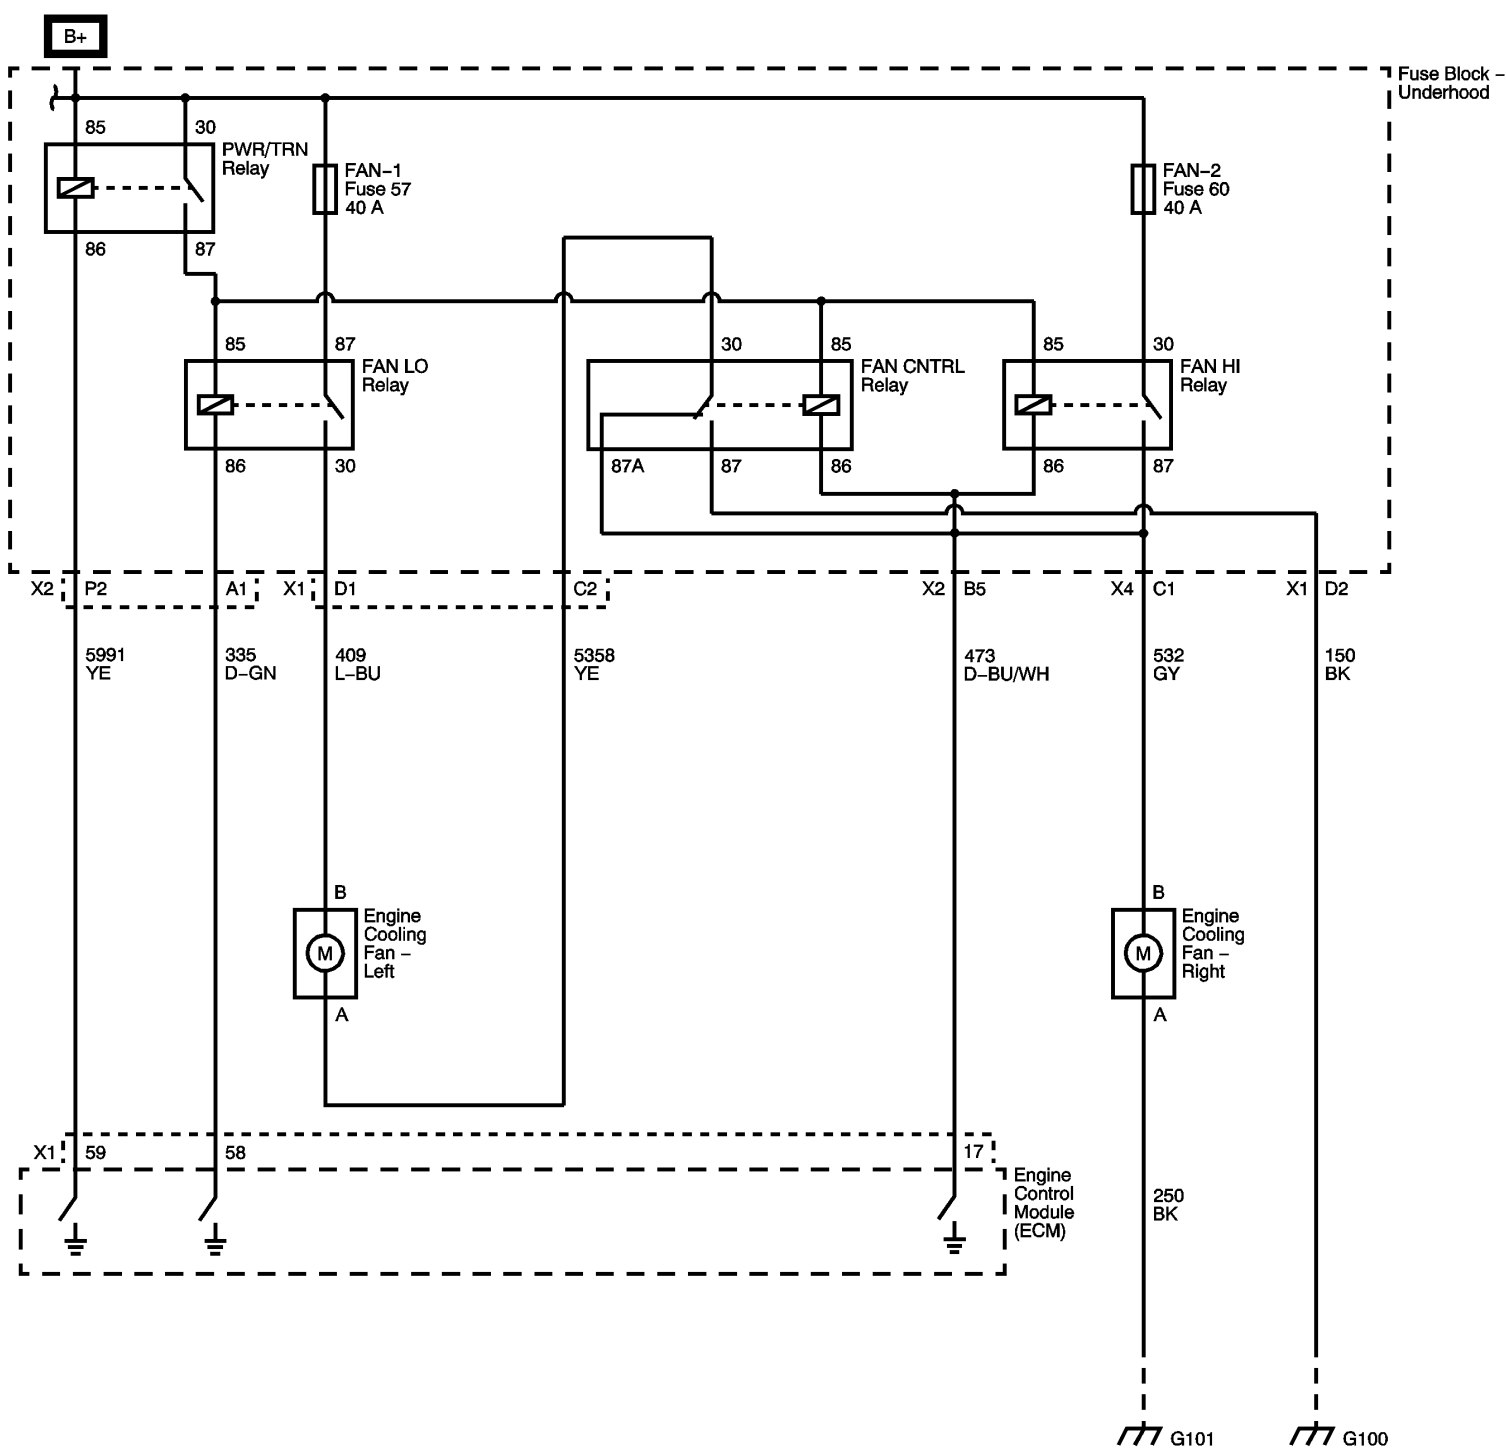 B+
Fuse Block –
Underhood
85
30
PWR/TRN
Relay
86
87
FAN–1
Fuse 57
40 A
FAN–2
Fuse 60
40 A
85
87
FAN LO
Relay
86
30
30
85
FAN CNTRL
Relay
87A
87
86
85
30
FAN HI
Relay
86
87
X2
P2
A1
X1
D1
C2
X2
B5
X4
C1
X1
D2
5991
YE
335
D–GN
409
L–BU
5358
YE
473
D–BU/WH
532
GY
150
BK
B
M
Engine
Cooling
Fan –
Left
A
B
M
Engine
Cooling
Fan –
Right
A
X1
59
58
17
Engine
Control
Module
(ECM)
250
BK
G101
G100